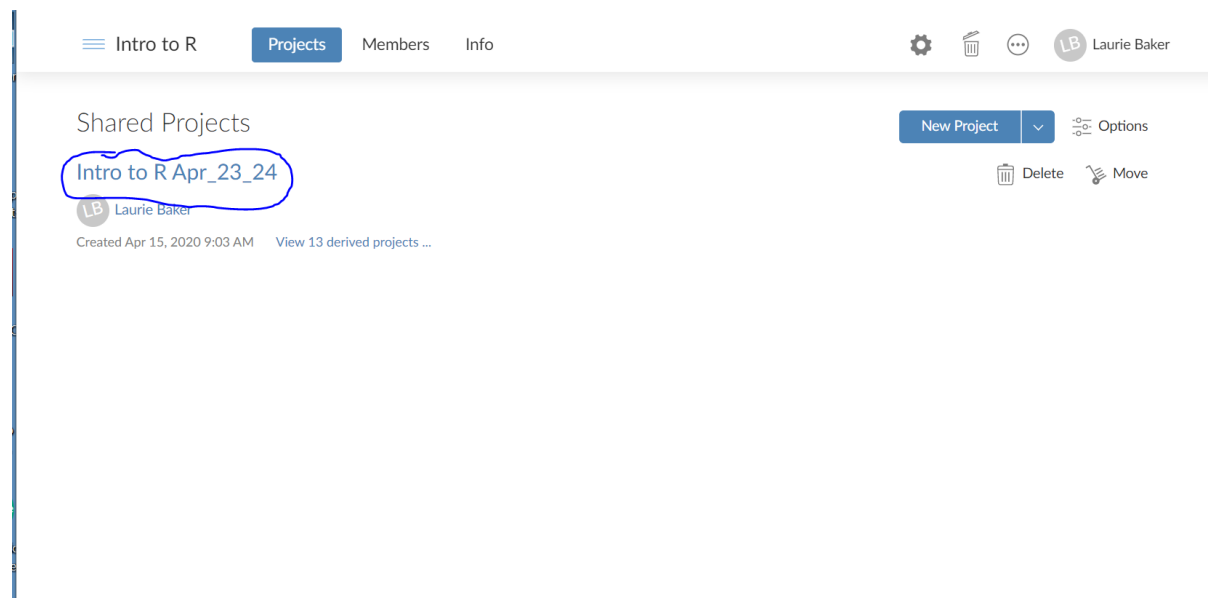 Intro to R Projects Members Info LB Laurie Baker
Shared Projects New Project Options
Intro to R Apr_23_24 Delete Move
LB Laurie Baker
Created Apr 15, 2020 9:03 AM View 13 derived projects ...